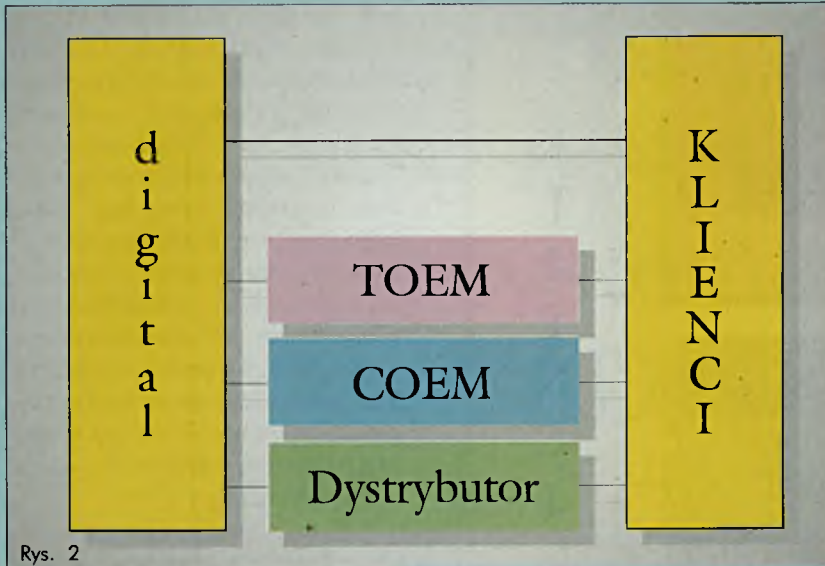 digital
TOEM
COEM
Dystrybutor
KLIENCI
Rys. 2